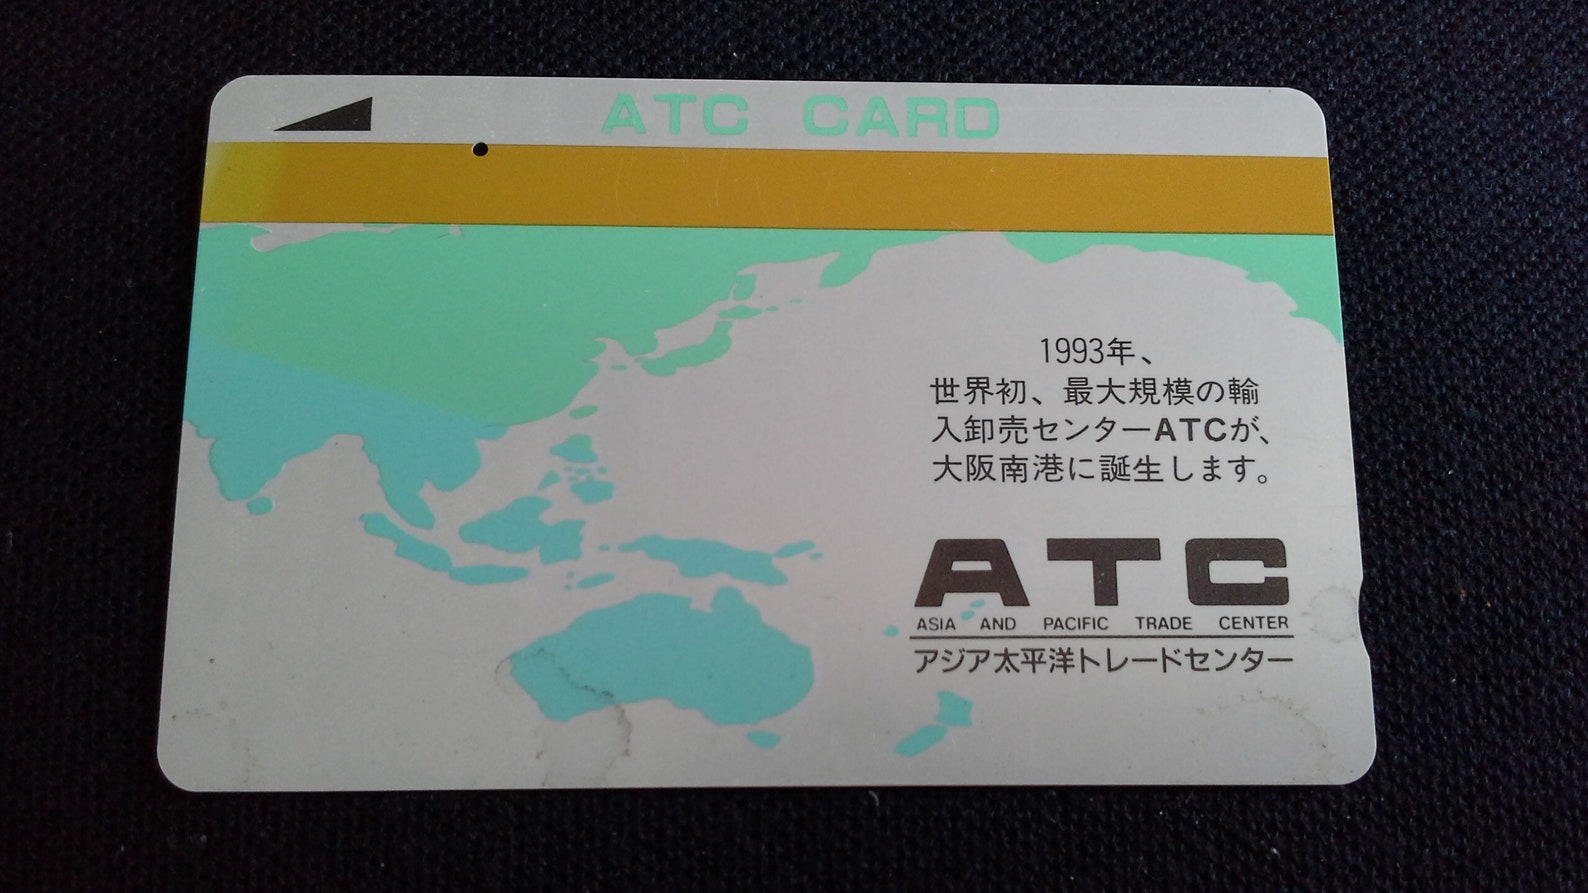 ATC CARD
1993年、
世界初、最大規模の輸
入卸売センターATCが、
大阪南港に誕生します。
ATC
ASIA AND PACIFIC TRADE CENTER
アジア太平洋トレードセンター